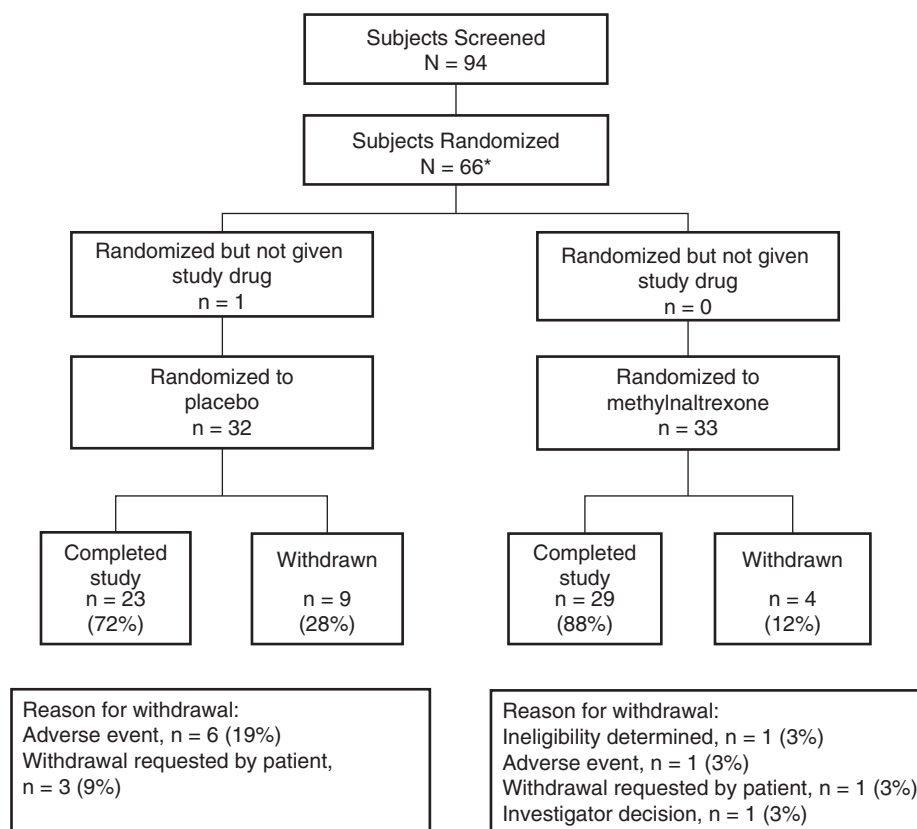 Subjects Screened
N = 94
Subjects Randomized
N = 66*
Randomized but not given
study drug
n = 1
Randomized but not given
study drug
n = 0
Randomized to
placebo
n = 32
Randomized to
methylnaltrexone
n = 33
Completed
study
n = 23
(72%)
Withdrawn
n = 9
(28%)
Completed
study
n = 29
(88%)
Withdrawn
n = 4
(12%)
Reason for withdrawal:
Adverse event, n = 6 (19%)
Withdrawal requested by patient,
n = 3 (9%)
Reason for withdrawal:
Ineligibility determined, n = 1 (3%)
Adverse event, n = 1 (3%)
Withdrawal requested by patient, n = 1 (3%)
Investigator decision, n = 1 (3%)